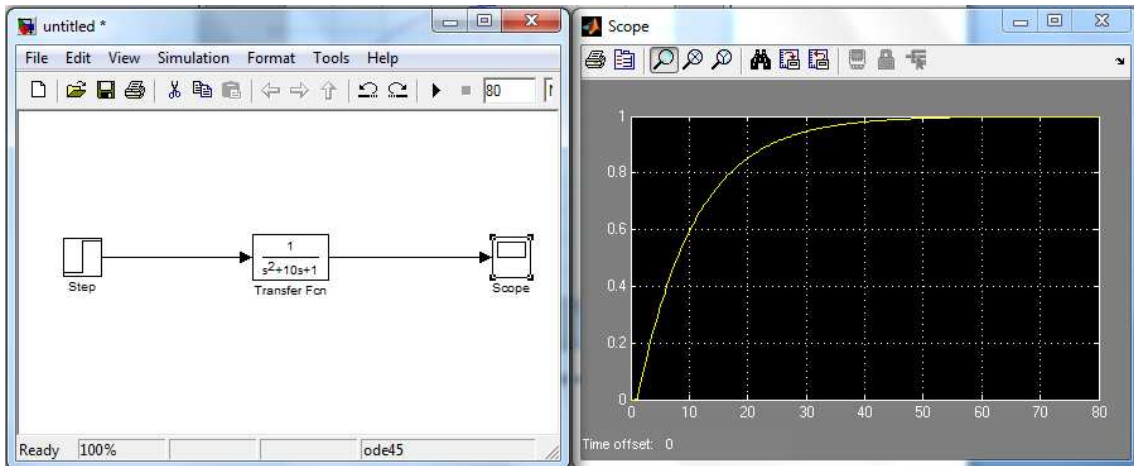 untitled *
File Edit View Simulation Format Tools Help
80
1
s²+10s+1
Step
Transfer Fcn
Scope
Ready 100% ode45
Scope
1
0.8
0.6
0.4
0.2
0
0 10 20 30 40 50 60 70 80
Time offset: 0